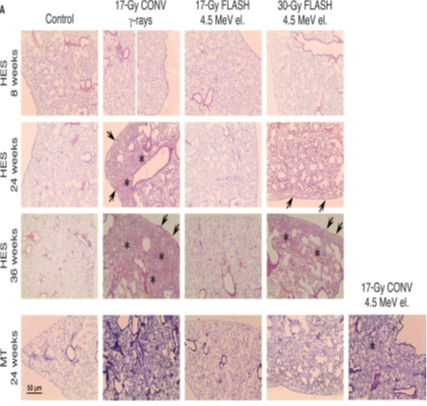 A
Control
17-Gy CONV
γ-rays
17-Gy FLASH
4.5 MeV el.
30-Gy FLASH
4.5 MeV el.
HES
8 weeks
HES
24 weeks
*
*
HES
36 weeks
*
*
*
*
*
17-Gy CONV
4.5 MeV el.
MT
24 weeks
*
50 μm